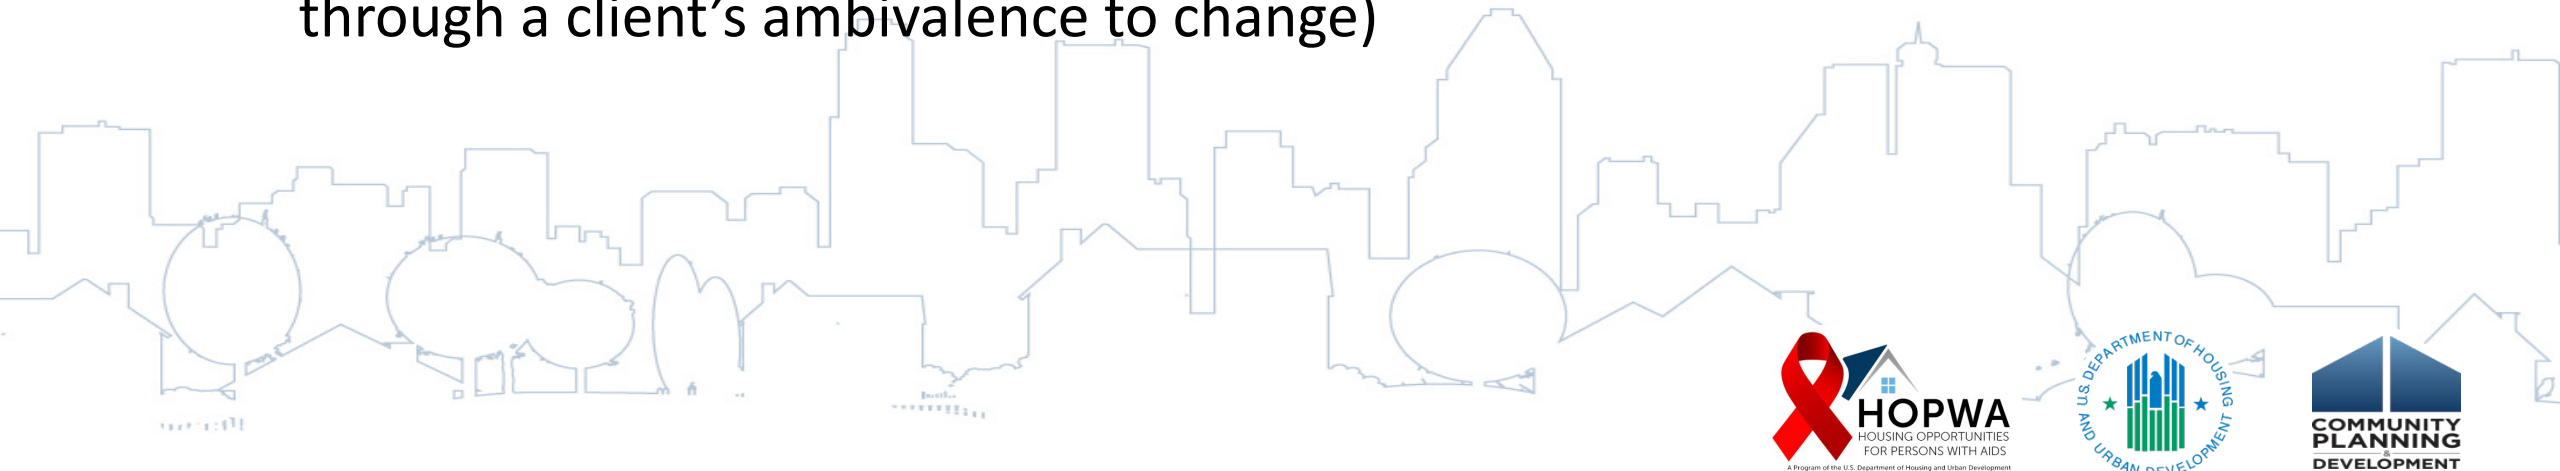 through a client’s ambivalence to change)
HOPWA
HOUSING OPPORTUNITIES
FOR PERSONS WITH AIDS
A Program of the U.S. Department of Housing and Urban Development
U.S. DEPARTMENT OF HOUSING
AND URBAN DEVELOPMENT
COMMUNITY
PLANNING
&
DEVELOPMENT